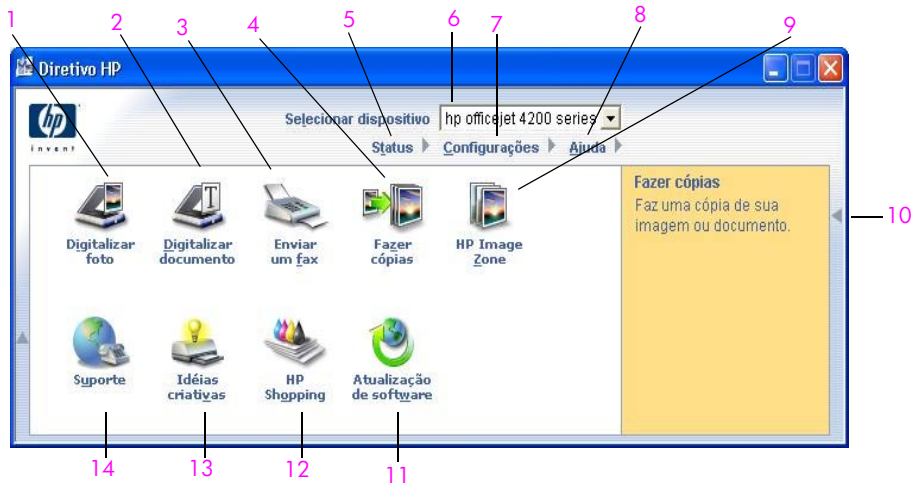 1 2 3 4 5 6 7 8 9
Diretivo HP
hp
invent
Selecionar dispositivo hp officejet 4200 series
Status Configurações Ajuda
Digitalizar foto
Digitalizar documento
Enviar um fax
Fazer cópias
HP Image Zone
Fazer cópias
Faz uma cópia de sua
imagem ou documento.
10
Suporte
Idéias criativas
HP Shopping
Atualização de software
14 13 12 11